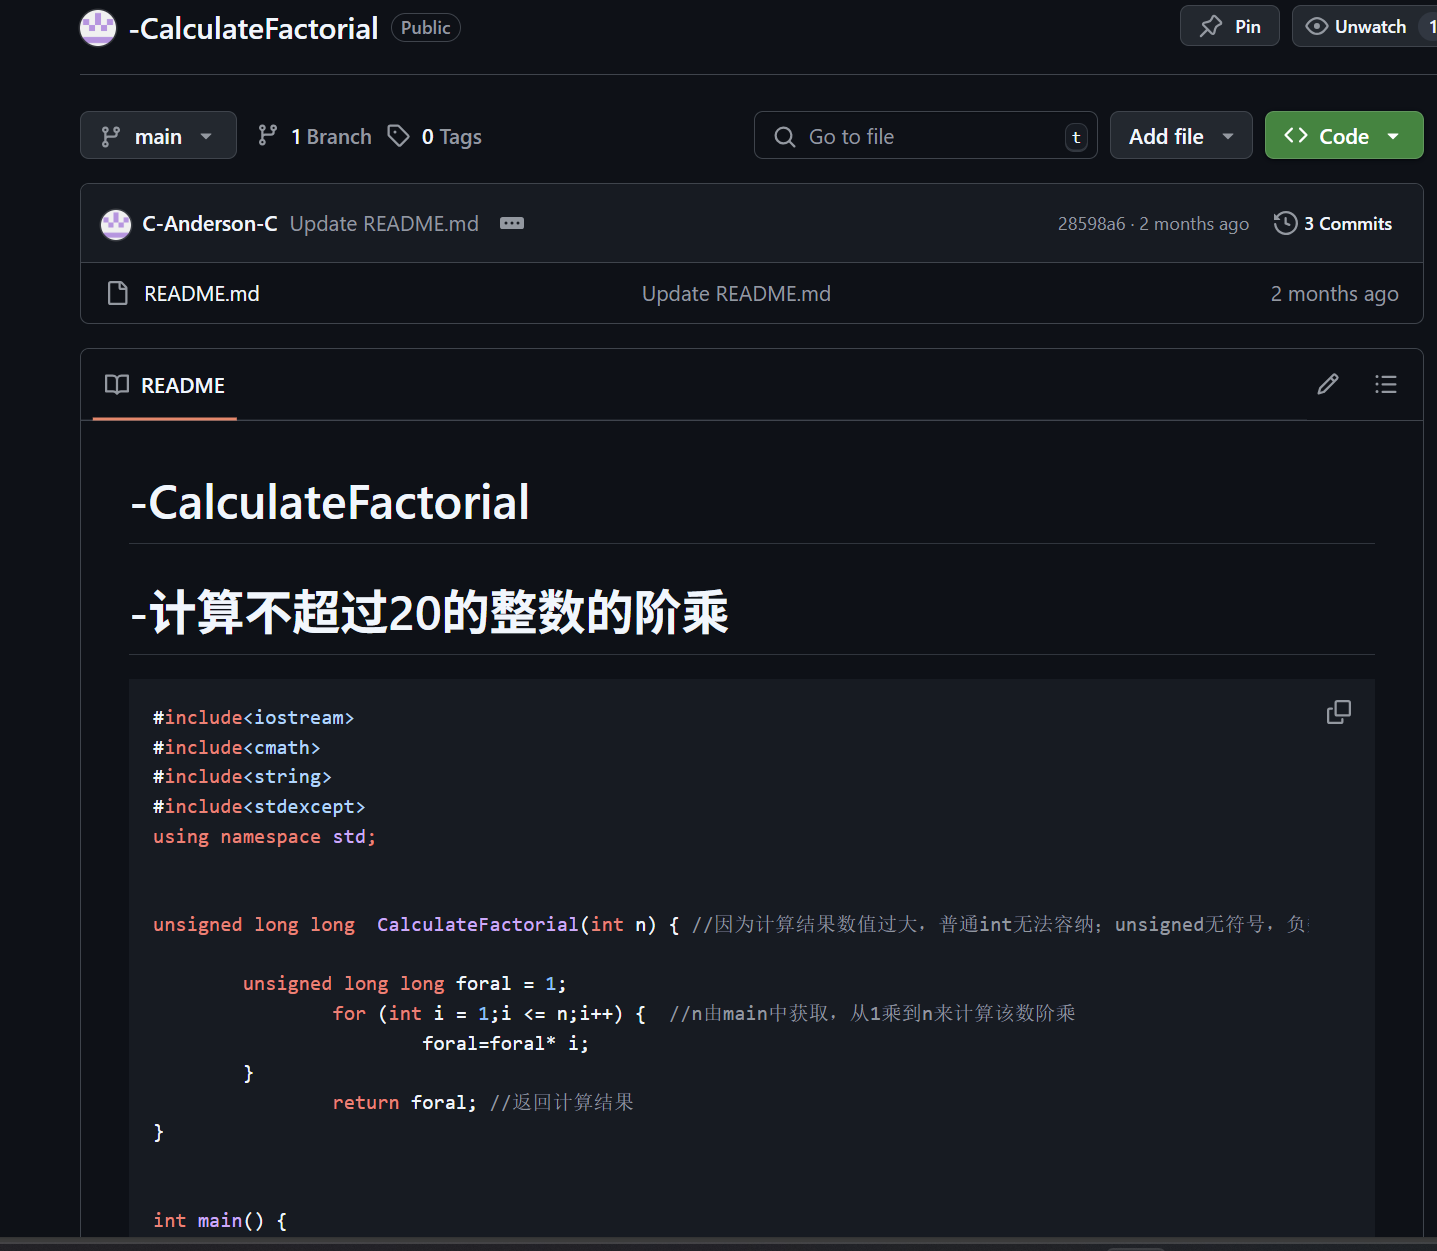 -CalculateFactorial Public Pin Unwatch 1
main 1 Branch 0 Tags Go to file t Add file Code
C-Anderson-C Update README.md 28598a6 · 2 months ago 3 Commits
README.md Update README.md 2 months ago
README
-CalculateFactorial
-计算不超过20的整数的阶乘
#include<iostream>
#include<cmath>
#include<string>
#include<stdexcept>
using namespace std;
unsigned long long  CalculateFactorial(int n) { //因为计算结果数值过大，普通int无法容纳；unsigned无符号，负
unsigned long long foral = 1;
for (int i = 1;i <= n;i++) {  //n由main中获取，从1乘到n来计算该数阶乘
foral=foral* i;
}
return foral; //返回计算结果
}
int main() {